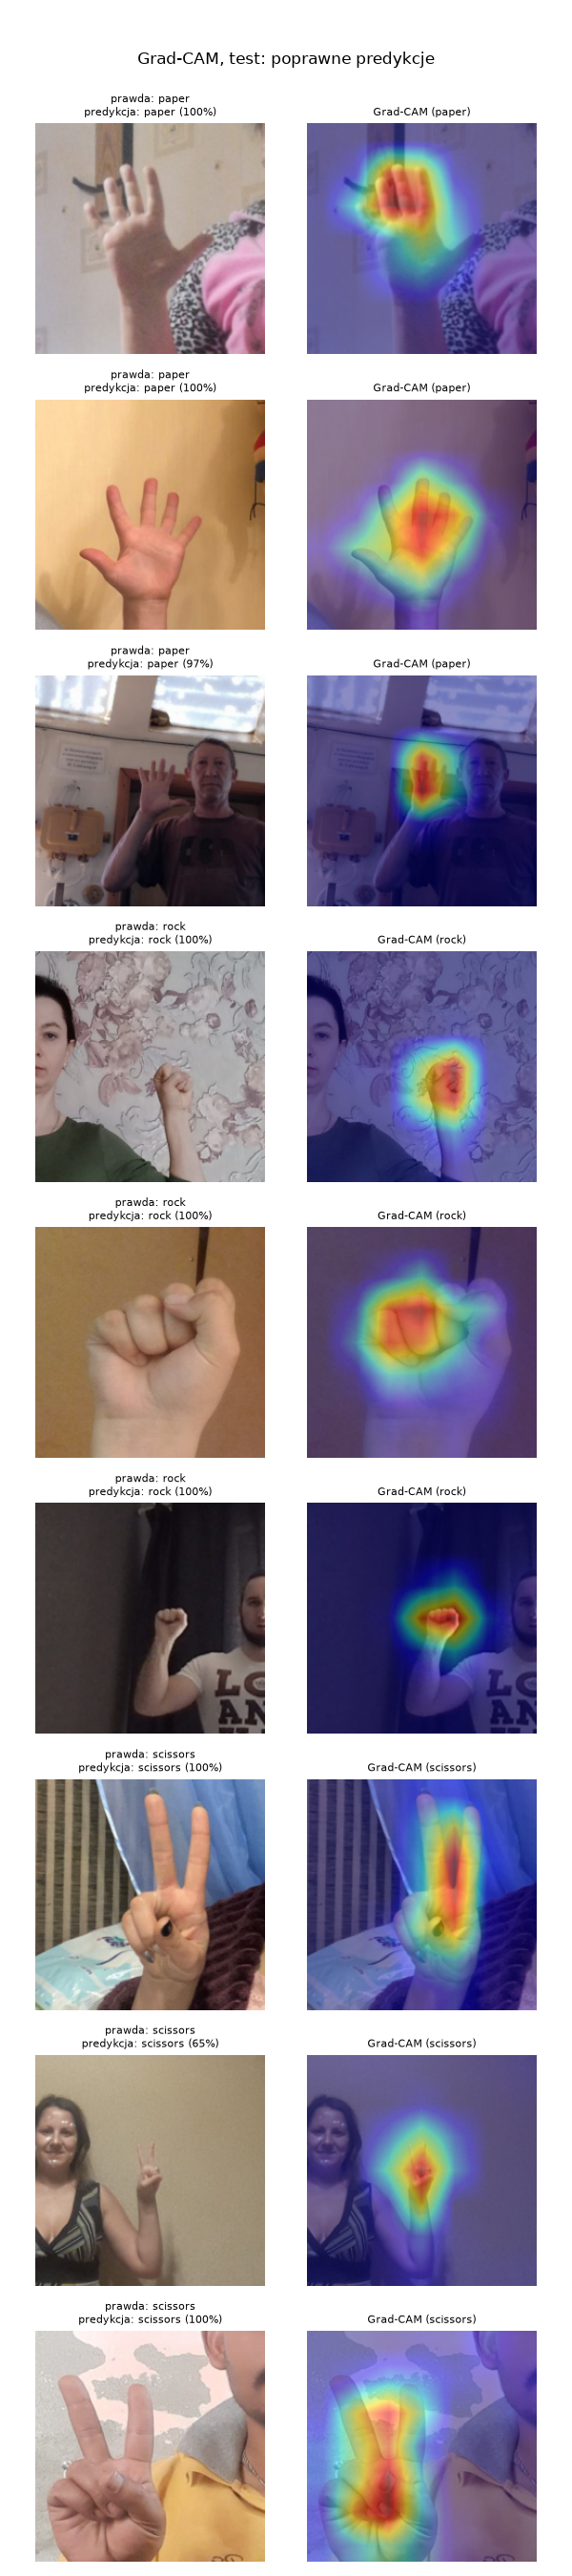 Grad-CAM, test: poprawne predykcje
prawda: paper
predykcja: paper (100%)
Grad-CAM (paper)
prawda: paper
predykcja: paper (100%)
Grad-CAM (paper)
prawda: paper
predykcja: paper (97%)
Grad-CAM (paper)
prawda: rock
predykcja: rock (100%)
Grad-CAM (rock)
prawda: rock
predykcja: rock (100%)
Grad-CAM (rock)
prawda: rock
predykcja: rock (100%)
Grad-CAM (rock)
LO
AN
LO
AN
prawda: scissors
predykcja: scissors (100%)
Grad-CAM (scissors)
prawda: scissors
predykcja: scissors (65%)
Grad-CAM (scissors)
prawda: scissors
predykcja: scissors (100%)
Grad-CAM (scissors)